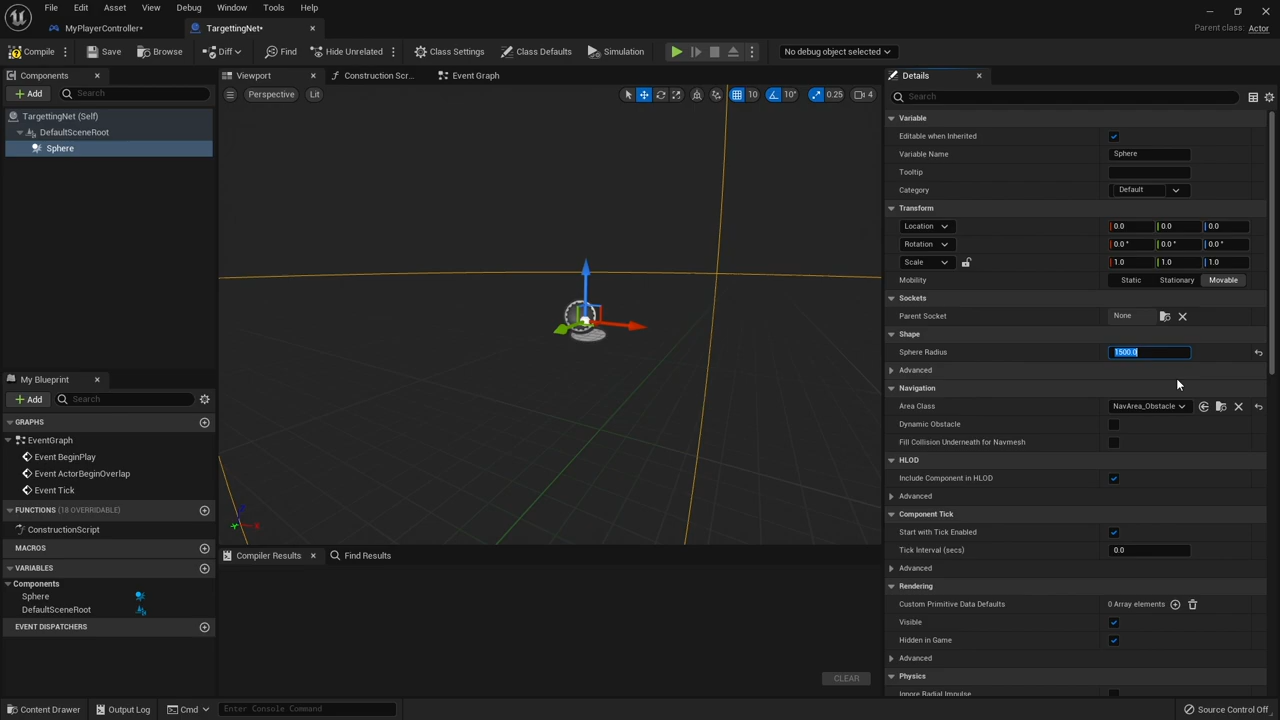 File Edit Asset View Debug Window Tools Help
MyPlayerController*
TargettingNet*
Parent class: Actor
Compile
Save
Browse
Diff
Find
Hide Unrelated
Class Settings
Class Defaults
Simulation
No debug object selected
Components
Add
Search
TargettingNet (Self)
DefaultSceneRoot
Sphere
My Blueprint
Add
Search
GRAPHS
EventGraph
Event BeginPlay
Event ActorBeginOverlap
Event Tick
FUNCTIONS (18 OVERRIDABLE)
ConstructionScript
MACROS
VARIABLES
Components
Sphere
DefaultSceneRoot
EVENT DISPATCHERS
Viewport
Construction Scr...
Event Graph
Perspective
Lit
10
10°
0.25
4
Compiler Results
Find Results
CLEAR
Details
Search
Variable
Editable when Inherited
Variable Name Sphere
Tooltip
Category Default
Transform
Location 0.0 0.0 0.0
Rotation 0.0 ° 0.0 ° 0.0 °
Scale 1.0 1.0 1.0
Mobility Static Stationary Movable
Sockets
Parent Socket None
Shape
Sphere Radius 1500.0
Advanced
Navigation
Area Class NavArea_Obstacle
Dynamic Obstacle
Fill Collision Underneath for Navmesh
HLOD
Include Component in HLOD
Advanced
Component Tick
Start with Tick Enabled
Tick Interval (secs) 0.0
Advanced
Rendering
Custom Primitive Data Defaults 0 Array elements
Visible
Hidden in Game
Advanced
Physics
Ignore Radial Impulse
Content Drawer
Output Log
Cmd
Enter Console Command
Source Control Off